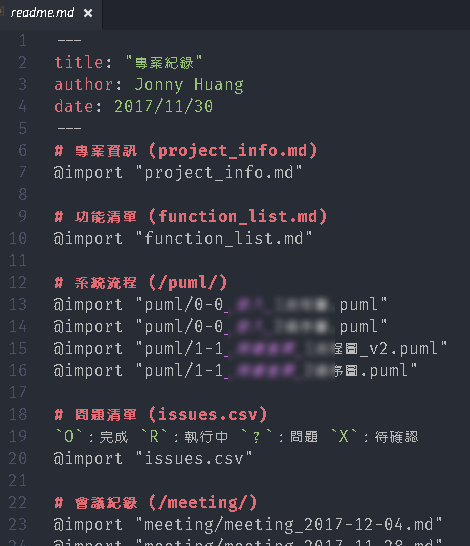 readme.md ×
1 ---
2 title: "專案紀錄"
3 author: Jonny Huang
4 date: 2017/11/30
5 ---
6 # 專案資訊 (project_info.md)
7 @import "project_info.md"
8
9 # 功能清單 (function_list.md)
10 @import "function_list.md"
11
12 # 系統流程 (/puml/)
13 @import "puml/0-0_ .puml"
14 @import "puml/0-0_ .puml"
15 @import "puml/1-1_ 程圖_v2.puml"
16 @import "puml/1-1_ 序圖.puml"
17
18 # 問題清單 (issues.csv)
19 `O`：完成 `R`：執行中 `?`：問題 `X`：待確認
20 @import "issues.csv"
21
22 # 會議紀錄 (/meeting/)
23 @import "meeting/meeting_2017-12-04.md"
24 @import "meeting/meeting_2017-11-28.md"